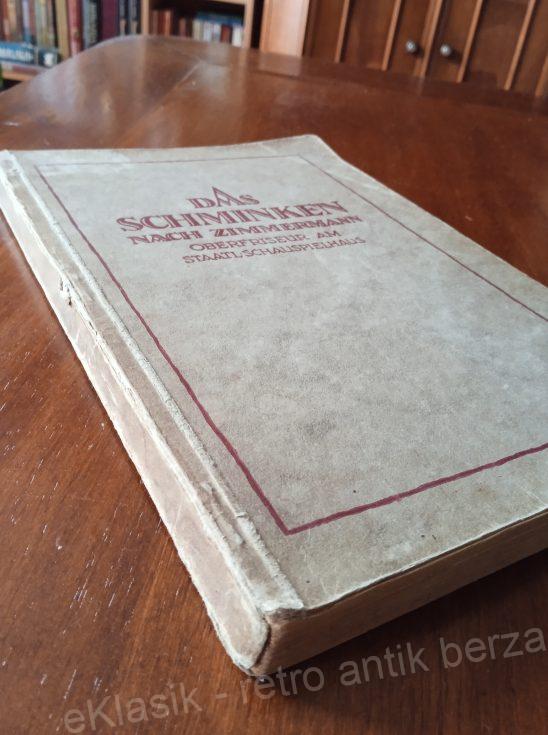 DAS
SCHMINKEN
NACH ZIMMERMANN
OBERFRISEUR AM
STAATL. SCHAUSPIELHAUS
eKlasik - retro antik berza